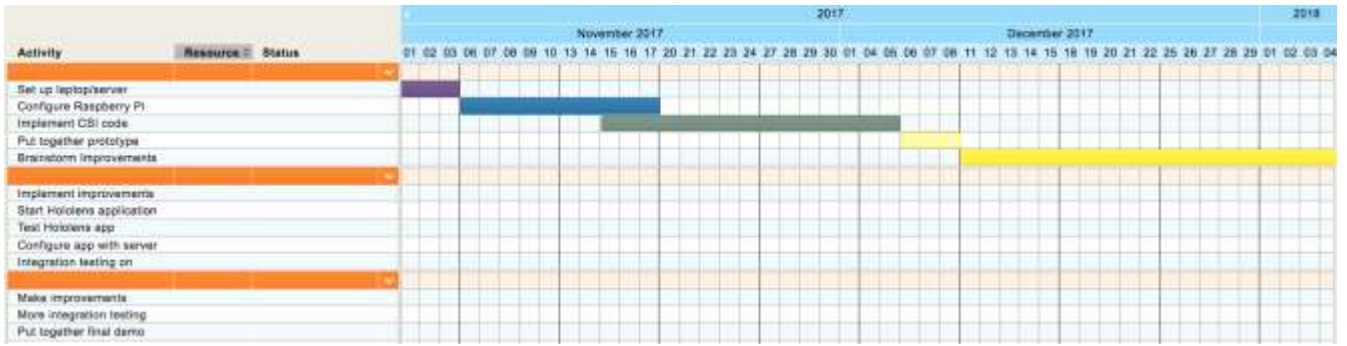 2017 2018
November 2017 December 2017
Activity Resource Status 01 02 03 06 07 08 09 10 13 14 15 16 17 20 21 22 23 24 27 28 29 30 01 04 05 06 07 08 11 12 13 14 15 18 19 20 21 22 25 26 27 28 29 01 02 03 04
Set up laptop/server
Configure Raspberry Pi
Implement CSI code
Put together prototype
Brainstorm Improvements
Implement improvements
Start Hololens application
Test Hololens app
Configure app with server
Integration testing on
Make improvements
More integration testing
Put together final demo